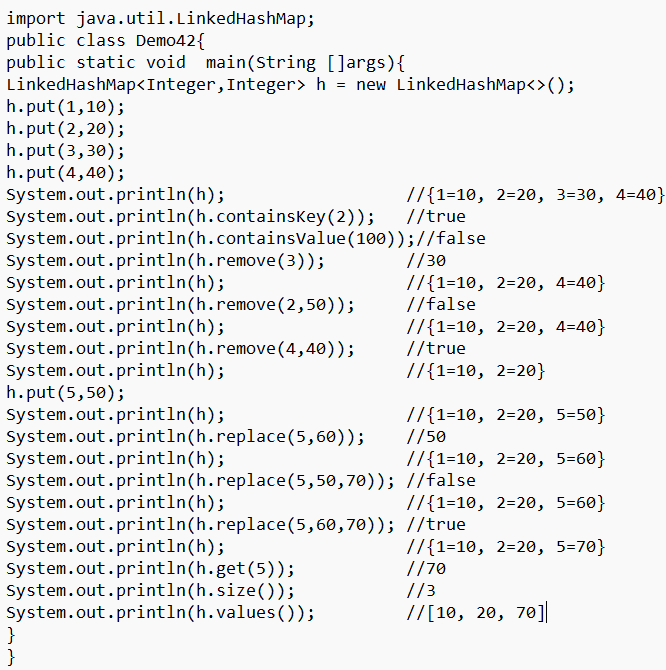 import java.util.LinkedHashMap;
public class Demo42{
public static void  main(String []args){
LinkedHashMap<Integer,Integer> h = new LinkedHashMap<>();
h.put(1,10);
h.put(2,20);
h.put(3,30);
h.put(4,40);
System.out.println(h);                  //{1=10, 2=20, 3=30, 4=40}
System.out.println(h.containsKey(2));   //true
System.out.println(h.containsValue(100));//false
System.out.println(h.remove(3));        //30
System.out.println(h);                  //{1=10, 2=20, 4=40}
System.out.println(h.remove(2,50));     //false
System.out.println(h);                  //{1=10, 2=20, 4=40}
System.out.println(h.remove(4,40));     //true
System.out.println(h);                  //{1=10, 2=20}
h.put(5,50);
System.out.println(h);                  //{1=10, 2=20, 5=50}
System.out.println(h.replace(5,60));    //50
System.out.println(h);                  //{1=10, 2=20, 5=60}
System.out.println(h.replace(5,50,70)); //false
System.out.println(h);                  //{1=10, 2=20, 5=60}
System.out.println(h.replace(5,60,70)); //true
System.out.println(h);                  //{1=10, 2=20, 5=70}
System.out.println(h.get(5));           //70
System.out.println(h.size());           //3
System.out.println(h.values());         //[10, 20, 70]
}
}